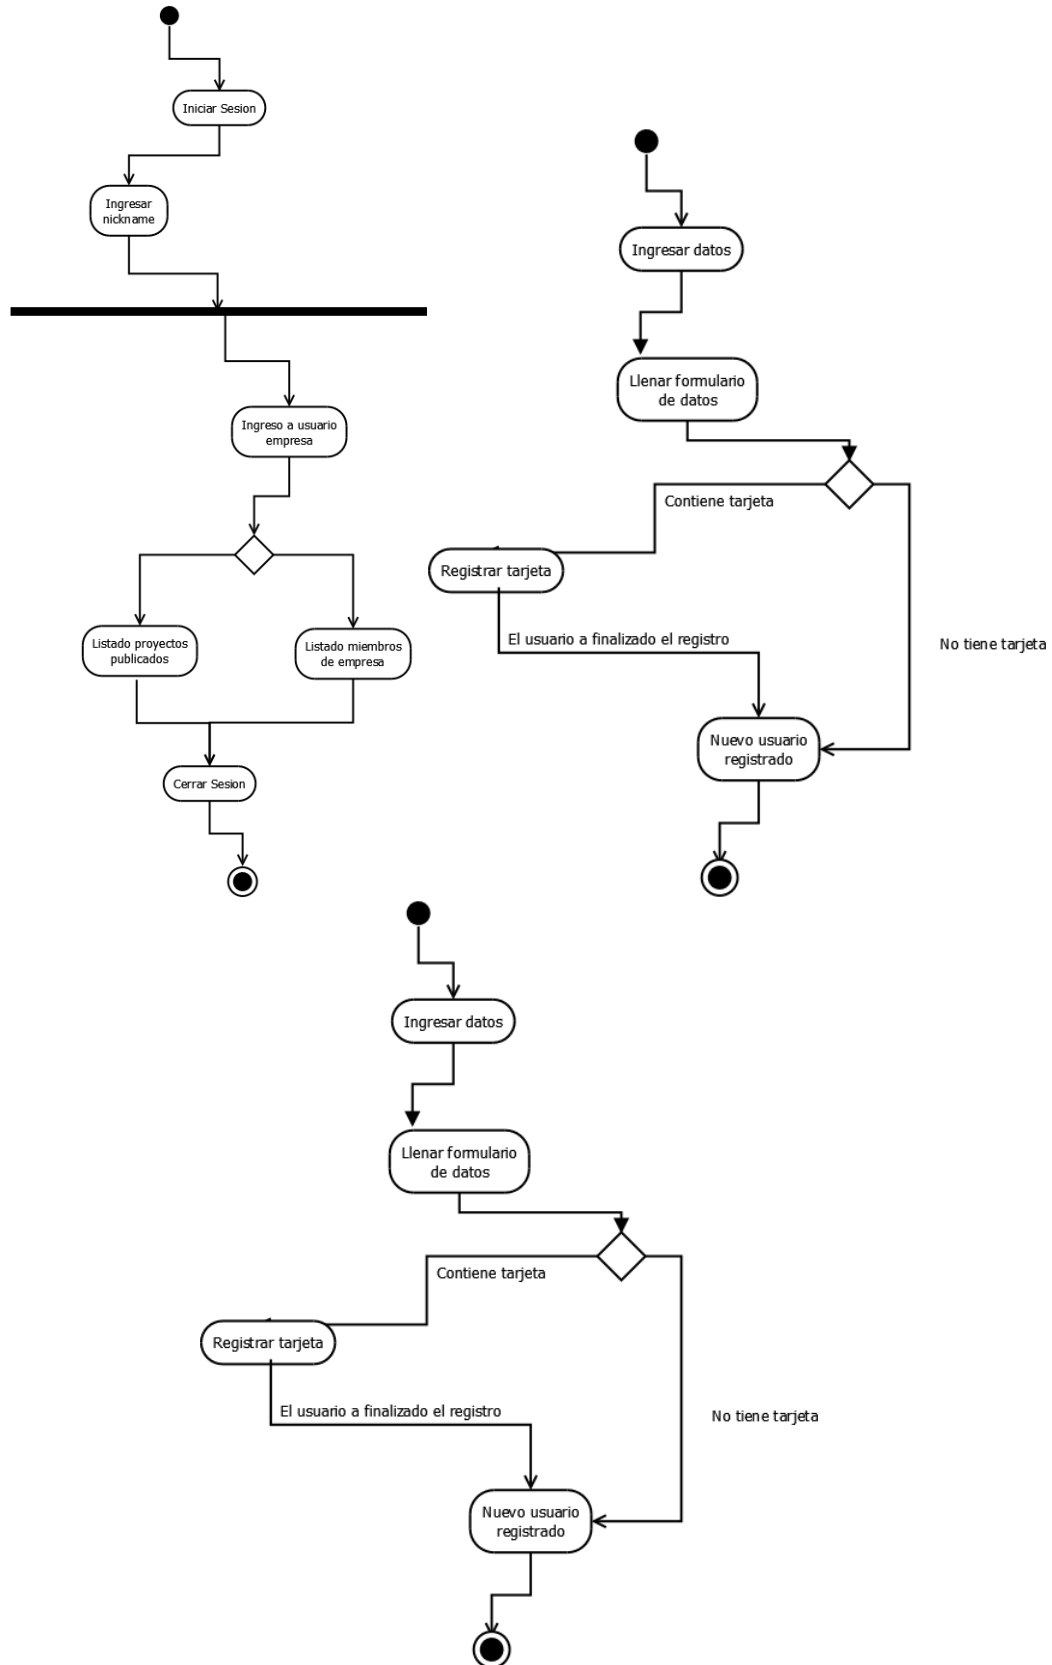 Iniciar Sesion
Ingresar
nickname
Ingreso a usuario
empresa
Listado proyectos
publicados
Listado miembros
de empresa
Cerrar Sesion
Ingresar datos
Llenar formulario
de datos
Contiene tarjeta
Registrar tarjeta
El usuario a finalizado el registro
No tiene tarjeta
Nuevo usuario
registrado
Ingresar datos
Llenar formulario
de datos
Contiene tarjeta
Registrar tarjeta
El usuario a finalizado el registro
No tiene tarjeta
Nuevo usuario
registrado